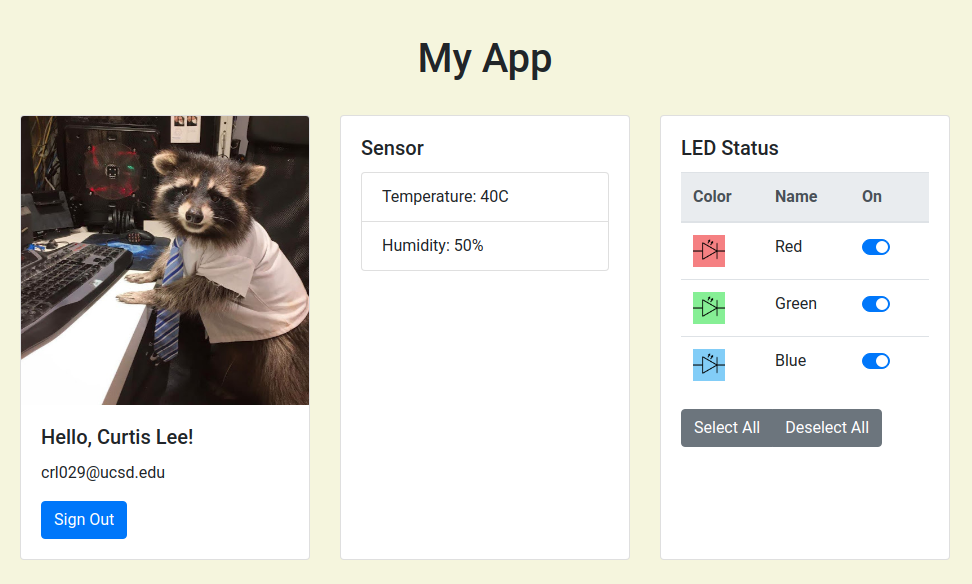 My App
Hello, Curtis Lee!
crl029@ucsd.edu
Sign Out
Sensor
Temperature: 40C
Humidity: 50%
LED Status
Color Name On
Red
Green
Blue
Select All Deselect All